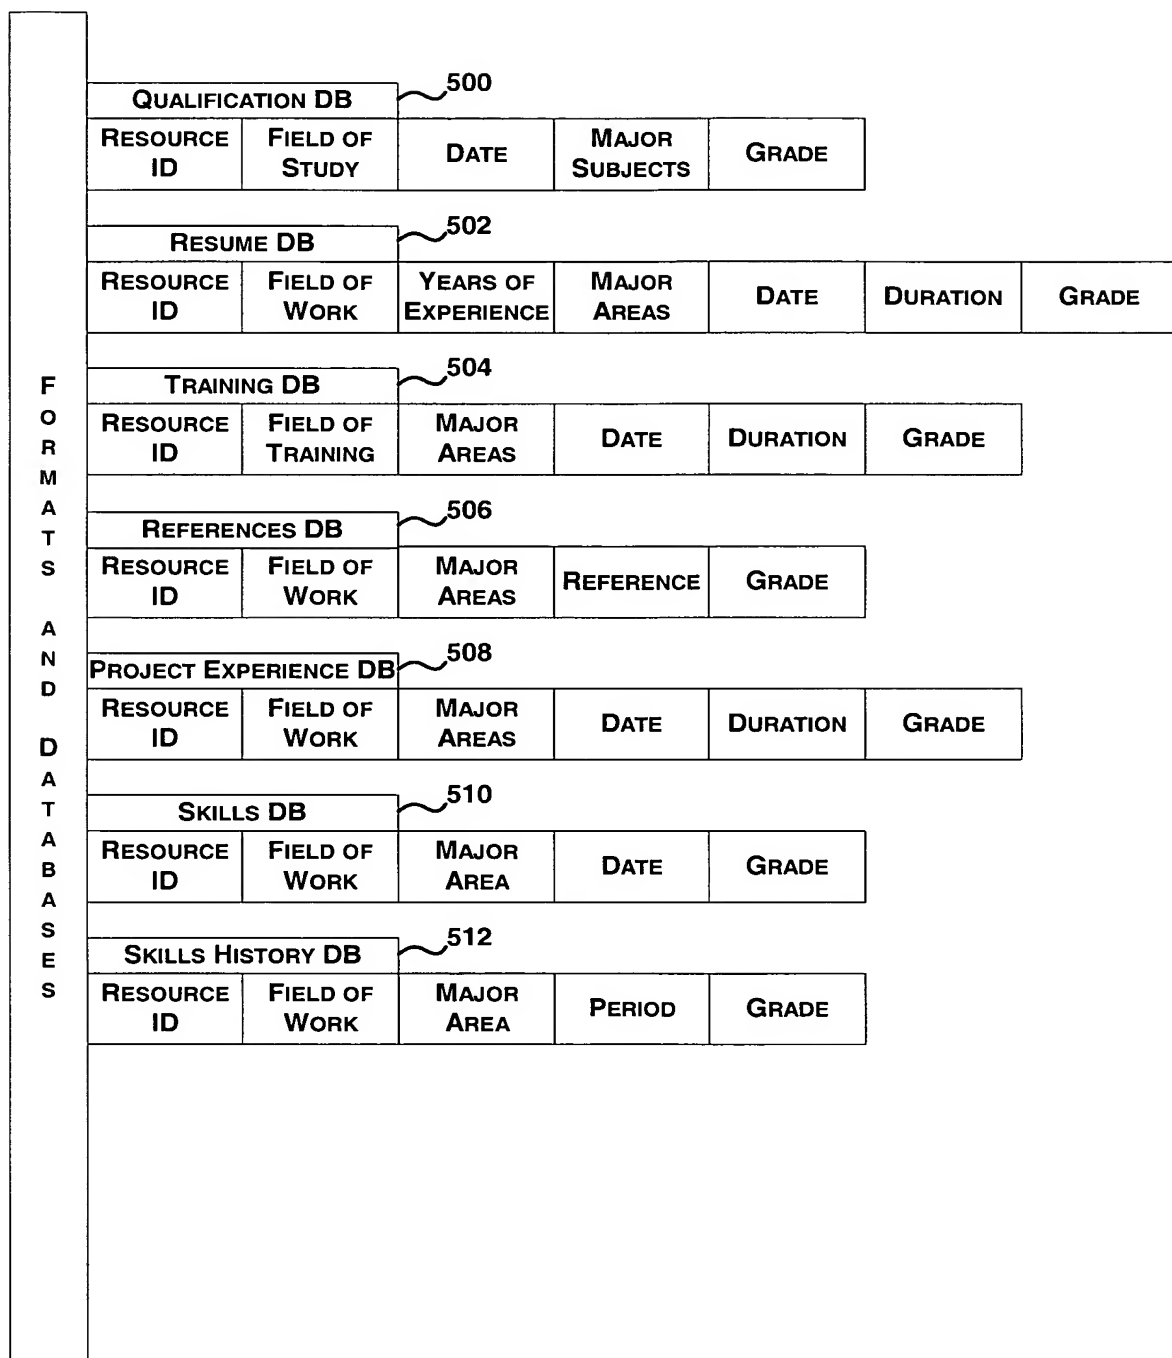 FORMATS AND DATABASES
QUALIFICATION DB
500
RESOURCE ID
FIELD OF STUDY
DATE
MAJOR SUBJECTS
GRADE
RESUME DB
502
RESOURCE ID
FIELD OF WORK
YEARS OF EXPERIENCE
MAJOR AREAS
DATE
DURATION
GRADE
TRAINING DB
504
RESOURCE ID
FIELD OF TRAINING
MAJOR AREAS
DATE
DURATION
GRADE
REFERENCES DB
506
RESOURCE ID
FIELD OF WORK
MAJOR AREAS
REFERENCE
GRADE
PROJECT EXPERIENCE DB
508
RESOURCE ID
FIELD OF WORK
MAJOR AREAS
DATE
DURATION
GRADE
SKILLS DB
510
RESOURCE ID
FIELD OF WORK
MAJOR AREA
DATE
GRADE
SKILLS HISTORY DB
512
RESOURCE ID
FIELD OF WORK
MAJOR AREA
PERIOD
GRADE